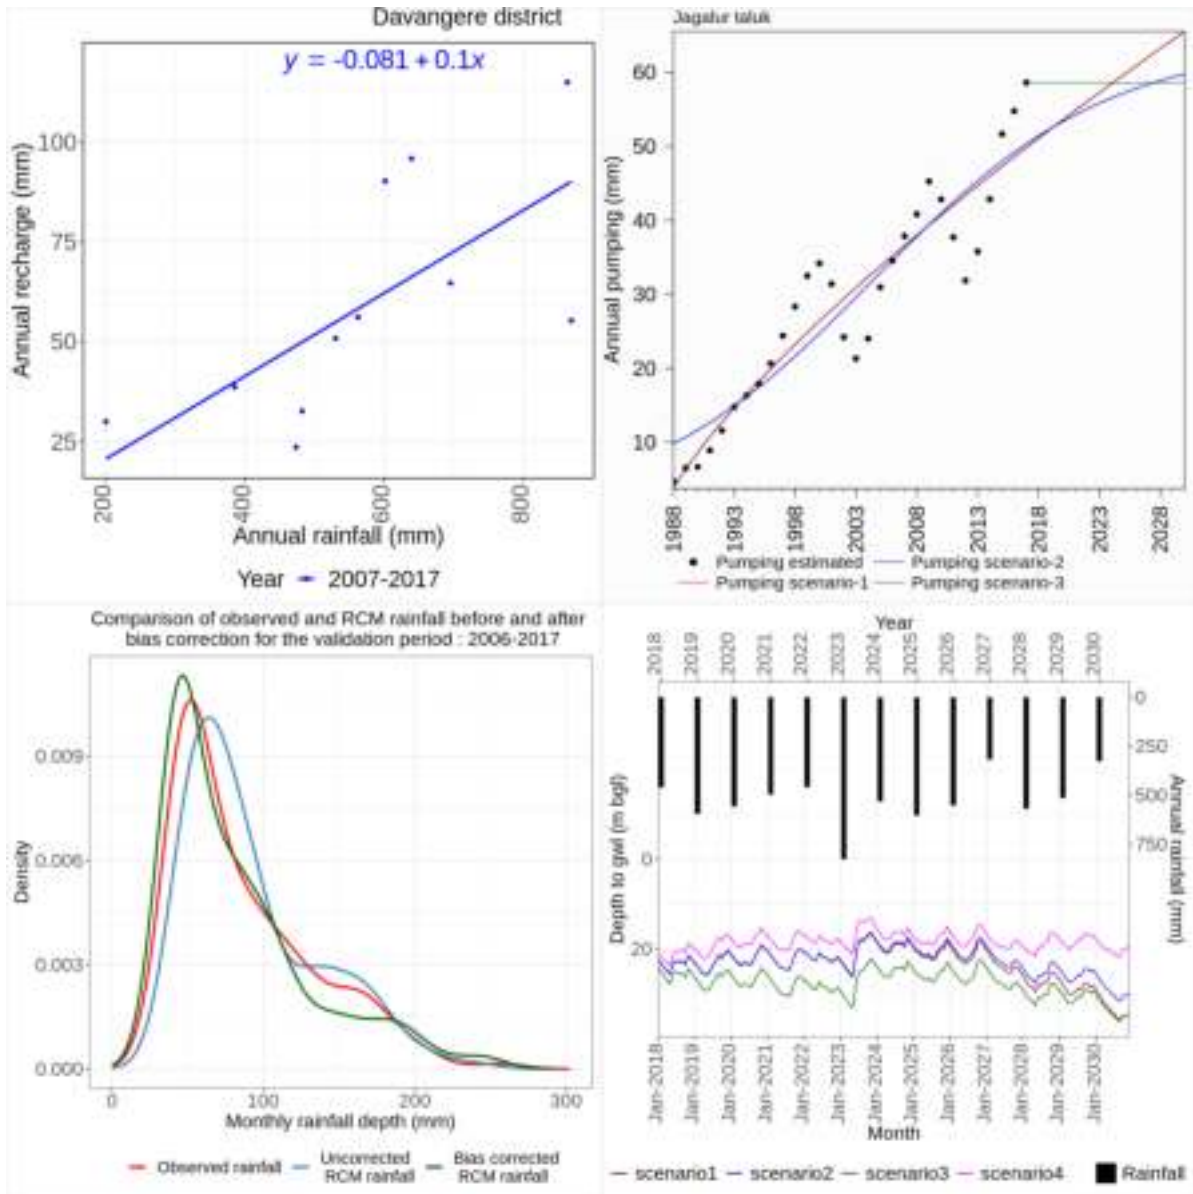 Davangere district
y = -0.081 + 0.1x
Annual recharge (mm)
100
75
50
25
200
400
600
800
Annual rainfall (mm)
Year 2007-2017
Jagalur taluk
Annual pumping (mm)
60
50
40
30
20
10
1988
1993
1998
2003
2008
2013
2018
2023
2028
Pumping estimated Pumping scenario-2
Pumping scenario-1 Pumping scenario-3
Comparison of observed and RCM rainfall before and after
bias correction for the validation period : 2006-2017
Density
0.009
0.006
0.003
0.000
0
100
200
300
Monthly rainfall depth (mm)
Observed rainfall
Uncorrected
RCM rainfall
Bias corrected
RCM rainfall
Year
2018
2019
2020
2021
2022
2023
2024
2025
2026
2027
2028
2029
2030
Depth to gwl (m bgl)
0
20
0
250
500
750
Annual rainfall (mm)
Jan-2018
Jan-2019
Jan-2020
Jan-2021
Jan-2022
Jan-2023
Jan-2024
Jan-2025
Jan-2026
Jan-2027
Jan-2028
Jan-2029
Jan-2030
Month
scenario1 scenario2 scenario3 scenario4 Rainfall